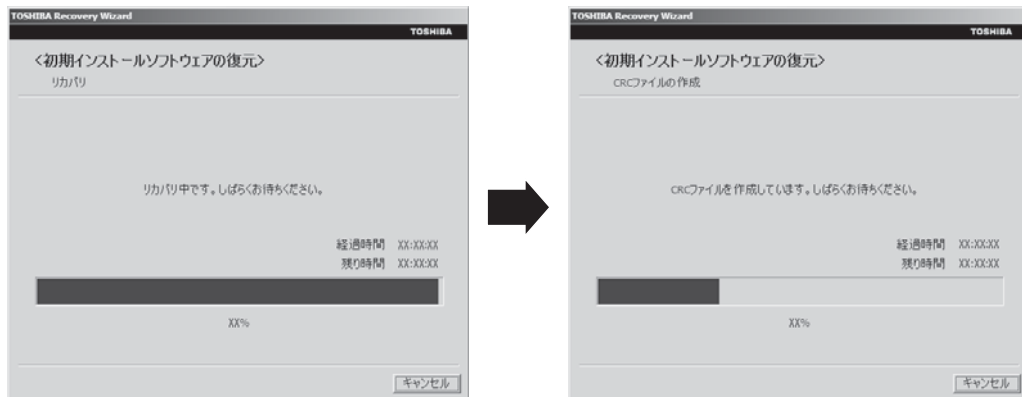 TOSHIBA Recovery Wizard
TOSHIBA
<初期インストールソフトウェアの復元>
リカバリ
リカバリ中です。しばらくお待ちください。
経過時間 XX:XX:XX
残り時間 XX:XX:XX
XX%
キャンセル
TOSHIBA Recovery Wizard
TOSHIBA
<初期インストールソフトウェアの復元>
CRCファイルの作成
CRCファイルを作成しています。しばらくお待ちください。
経過時間 XX:XX:XX
残り時間 XX:XX:XX
XX%
キャンセル